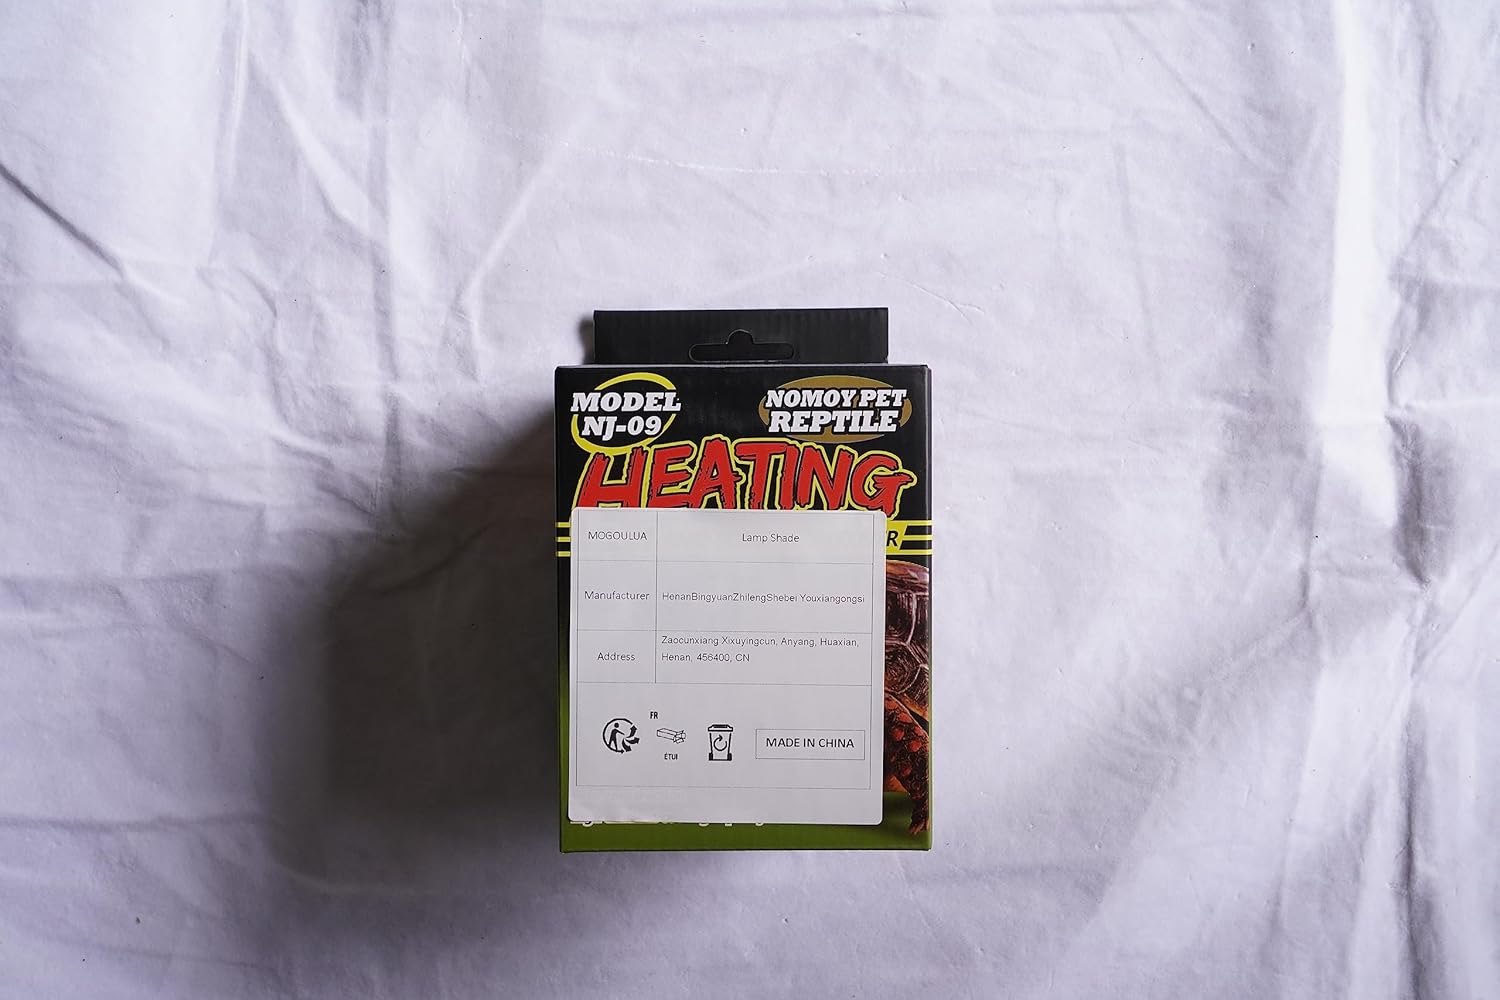 MODEL
NJ-09
NOMOY PET
REPTILE
HEATING
R
MOGOULUA
Lamp Shade
Manufacturer
HenanBingyuanZhilengShebei Youxiangongsi
Address
Zaocunxiang Xixuyingcun, Anyang, Huaxian,
Henan, 456400, CN
FR
ÉTUI
MADE IN CHINA